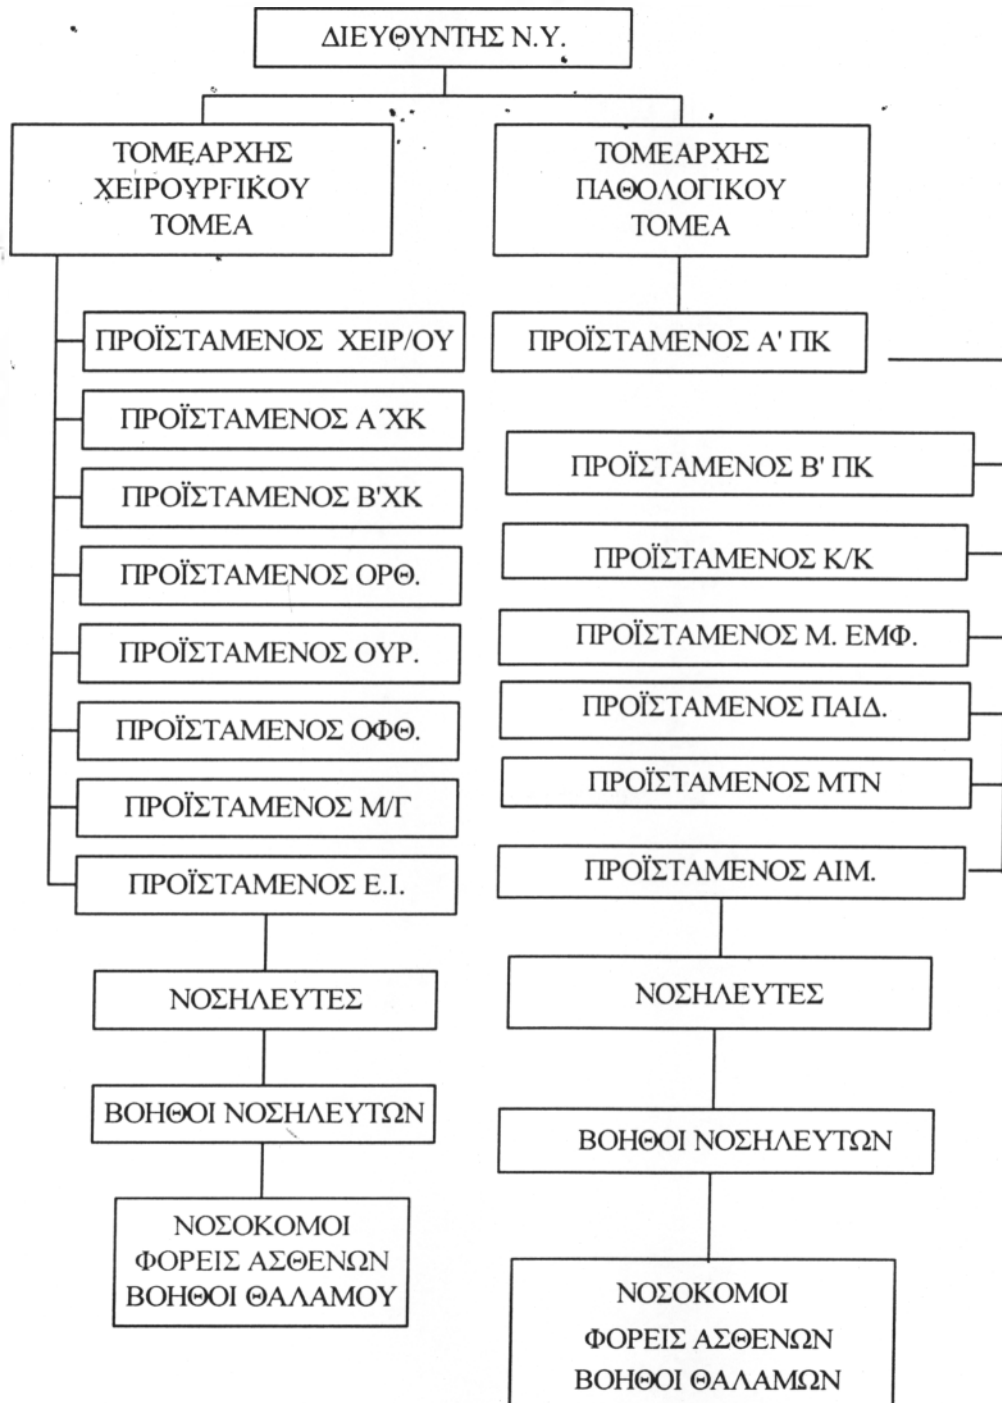 ΔΙΕΥΘΥΝΤΗΣ Ν.Υ.
ΤΟΜΕΑΡΧΗΣ
ΧΕΙΡΟΥΡΓΙΚΟΥ
ΤΟΜΕΑ
ΤΟΜΕΑΡΧΗΣ
ΠΑΘΟΛΟΓΙΚΟΥ
ΤΟΜΕΑ
ΠΡΟΪΣΤΑΜΕΝΟΣ ΧΕΙΡ/ΟΥ
ΠΡΟΪΣΤΑΜΕΝΟΣ Α΄ΧΚ
ΠΡΟΪΣΤΑΜΕΝΟΣ Β'ΧΚ
ΠΡΟΪΣΤΑΜΕΝΟΣ ΟΡΘ.
ΠΡΟΪΣΤΑΜΕΝΟΣ ΟΥΡ.
ΠΡΟΪΣΤΑΜΕΝΟΣ ΟΦΘ.
ΠΡΟΪΣΤΑΜΕΝΟΣ Μ/Γ
ΠΡΟΪΣΤΑΜΕΝΟΣ Ε.Ι.
ΝΟΣΗΛΕΥΤΕΣ
ΒΟΗΘΟΙ ΝΟΣΗΛΕΥΤΩΝ
ΝΟΣΟΚΟΜΟΙ
ΦΟΡΕΙΣ ΑΣΘΕΝΩΝ
ΒΟΗΘΟΙ ΘΑΛΑΜΟΥ
ΠΡΟΪΣΤΑΜΕΝΟΣ Α' ΠΚ
ΠΡΟΪΣΤΑΜΕΝΟΣ Β' ΠΚ
ΠΡΟΪΣΤΑΜΕΝΟΣ Κ/Κ
ΠΡΟΪΣΤΑΜΕΝΟΣ Μ. ΕΜΦ.
ΠΡΟΪΣΤΑΜΕΝΟΣ ΠΑΙΔ.
ΠΡΟΪΣΤΑΜΕΝΟΣ ΜΤΝ
ΠΡΟΪΣΤΑΜΕΝΟΣ ΑΙΜ.
ΝΟΣΗΛΕΥΤΕΣ
ΒΟΗΘΟΙ ΝΟΣΗΛΕΥΤΩΝ
ΝΟΣΟΚΟΜΟΙ
ΦΟΡΕΙΣ ΑΣΘΕΝΩΝ
ΒΟΗΘΟΙ ΘΑΛΑΜΩΝ